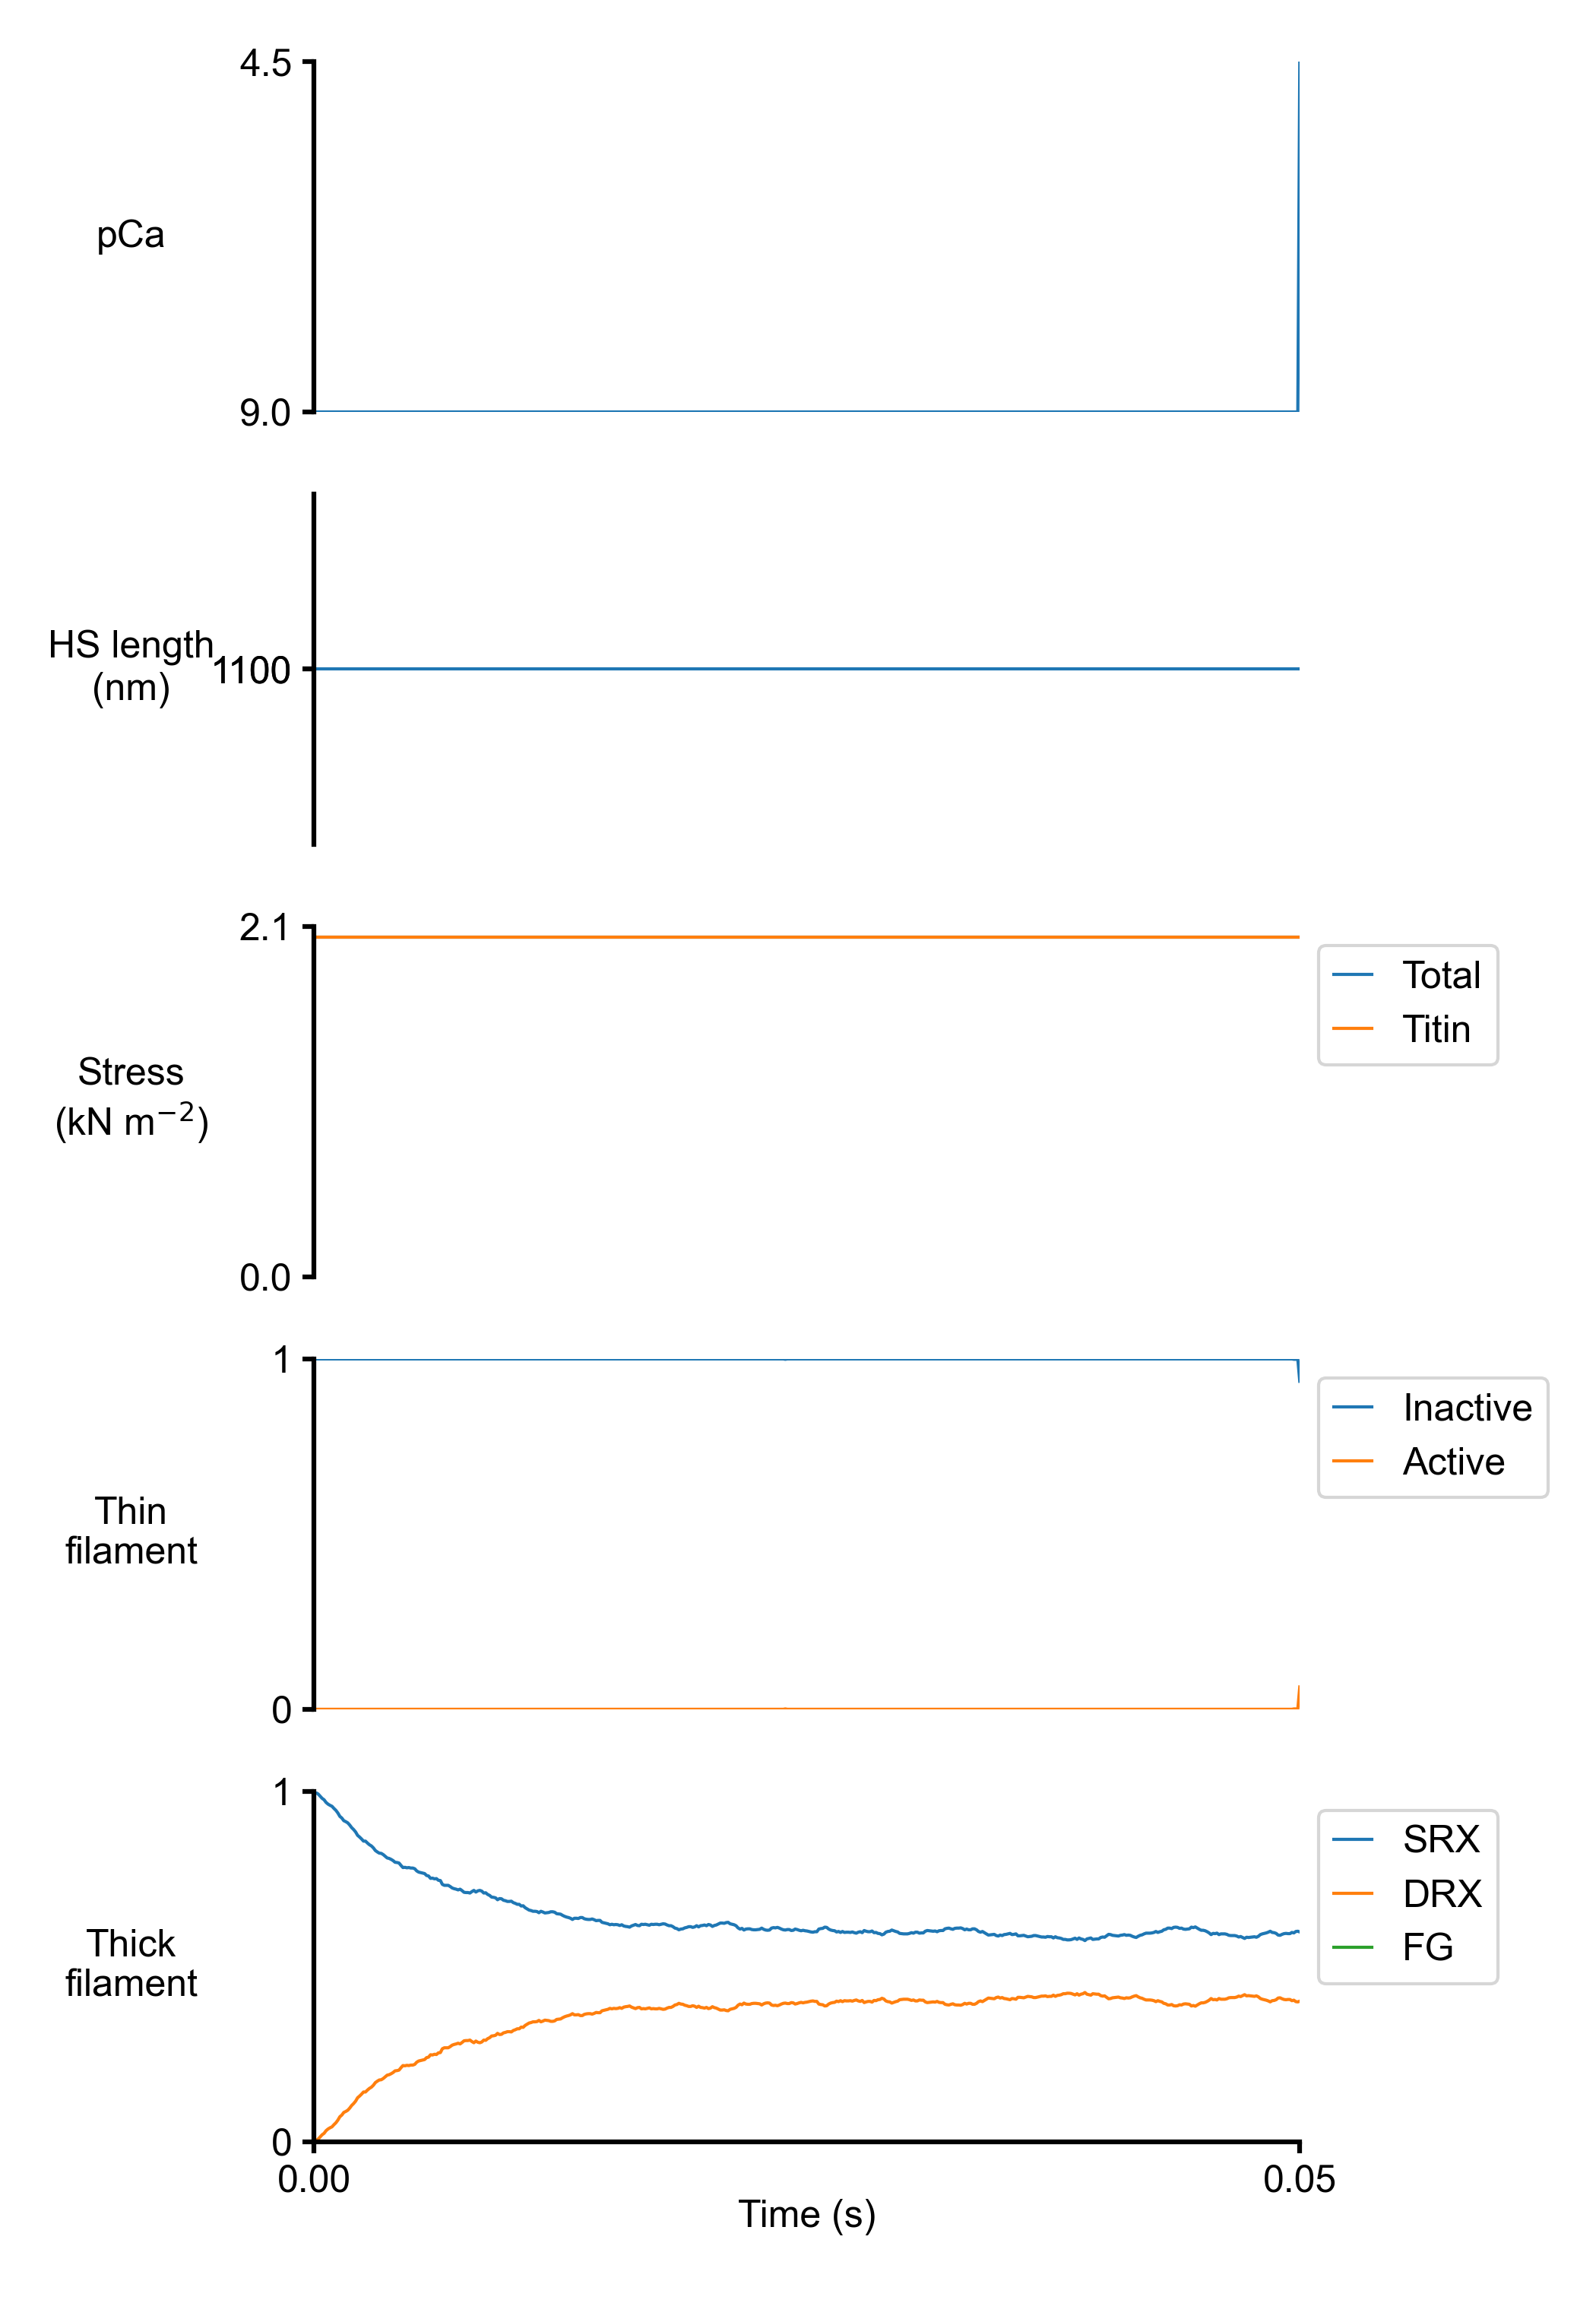 4.5
pCa
9.0
HS length
(nm)
1100
2.1
Stress
(kN m⁻²)
0.0
Total
Titin
1
Thin
filament
0
Inactive
Active
1
Thick
filament
0
SRX
DRX
FG
0.00
0.05
Time (s)